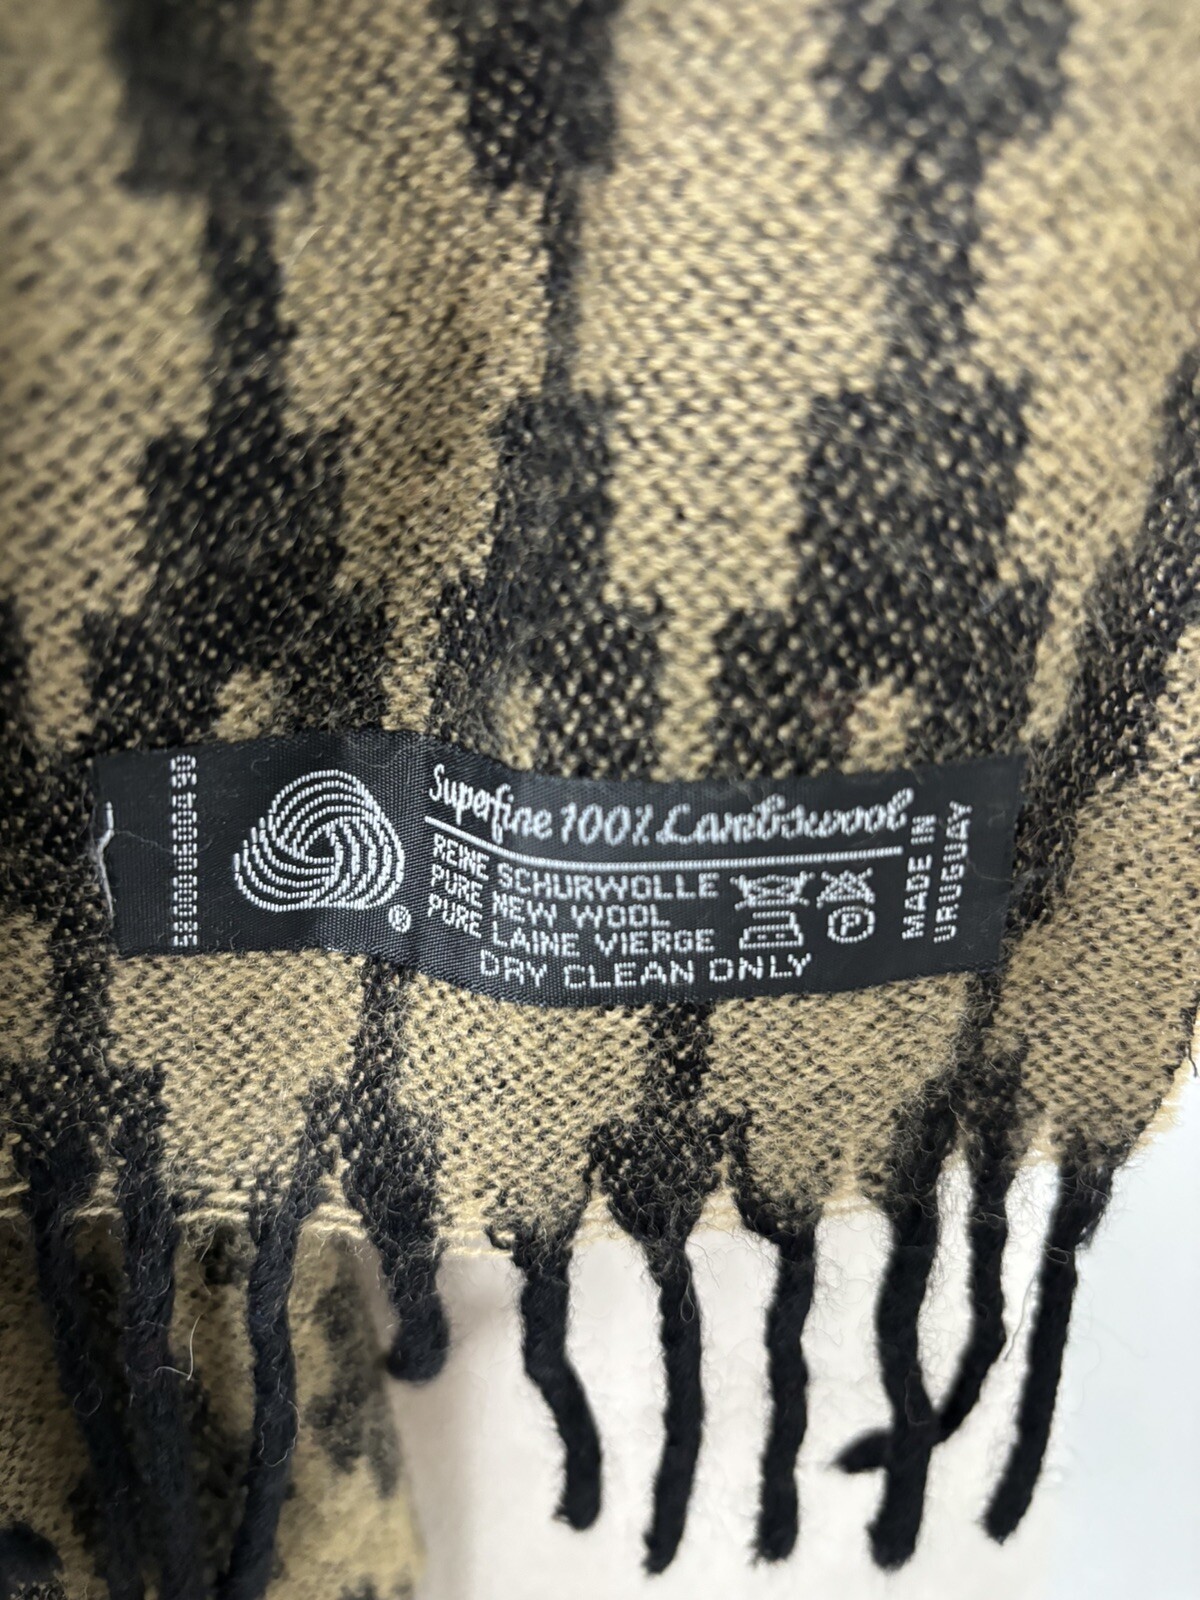 ®
Superfine 100% Lambswool
REINE SCHURWOLLE
PURE NEW WOOL
PURE LAINE VIERGE
DRY CLEAN ONLY
P
MADE IN
URUGUAY